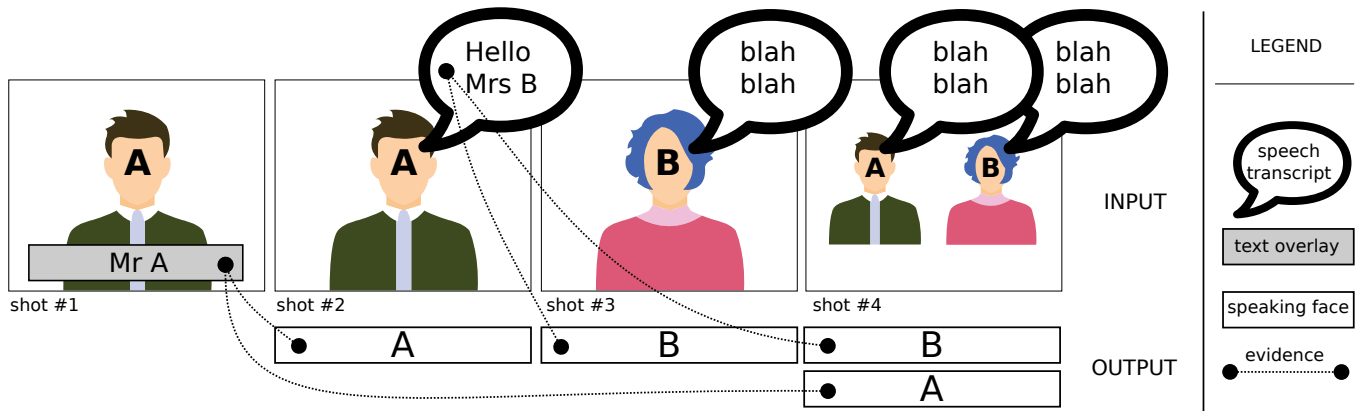 Hello
Mrs B
blah
blah
blah
blah
blah
blah
LEGEND
A
A
B
A
B
speech
transcript
INPUT
Mr A
text overlay
shot #1
shot #2
shot #3
shot #4
speaking face
A
B
B
evidence
OUTPUT
A